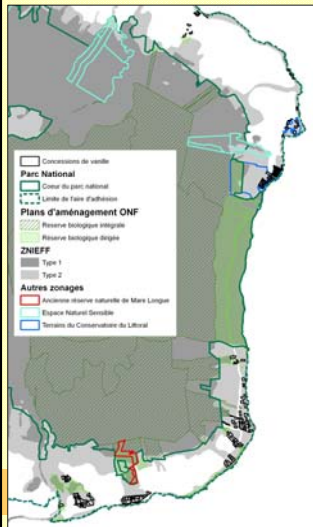 Concessions de vanille
Parc National
Coeur du parc national
Limite de l'aire d'adhésion
Plans d'aménagement ONF
Réserve biologique intégrale
Réserve biologique dirigée
ZNIEFF
Type 1
Type 2
Autres zonages
Ancienne réserve naturelle de Mare Longue
Espace Naturel Sensible
Terrains du Conservatoire du Littoral